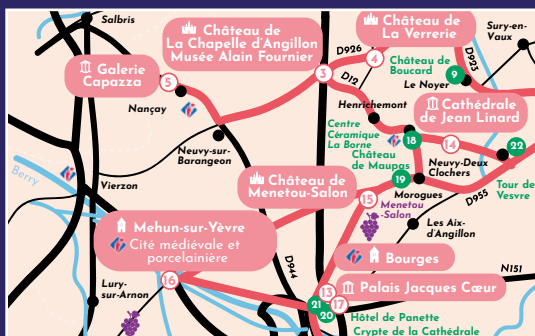 Salbris
Château de
La Chapelle d'Angillon
Musée Alain Fournier
Château de
La Verrerie
Sury-en-
Vaux
D926
4
D923
Galerie
Capazza
5
3
D12
Château de
Boucard
9
Le Noyer
Nançay
Henrichemont
Cathédrale
de Jean Linard
Centre
Céramique
La Borne
18
14
22
Neuvy-sur-
Barangeon
Château
de Maupas
Neuvy-Deux
Clochers
Berry
Vierzon
Château de
Menetou-Salon
19
Tour de
Vesvre
Morogues
D955
15
Menetou
-Salon
Mehun-sur-Yèvre
Cité médiévale et
porcelainière
Les Aix-
d'Angillon
D944
Bourges
N151
16
13
Palais Jacques Cœur
Lury-
sur-Arnon
21
17
20
Hôtel de Panette
Crypte de la Cathédrale